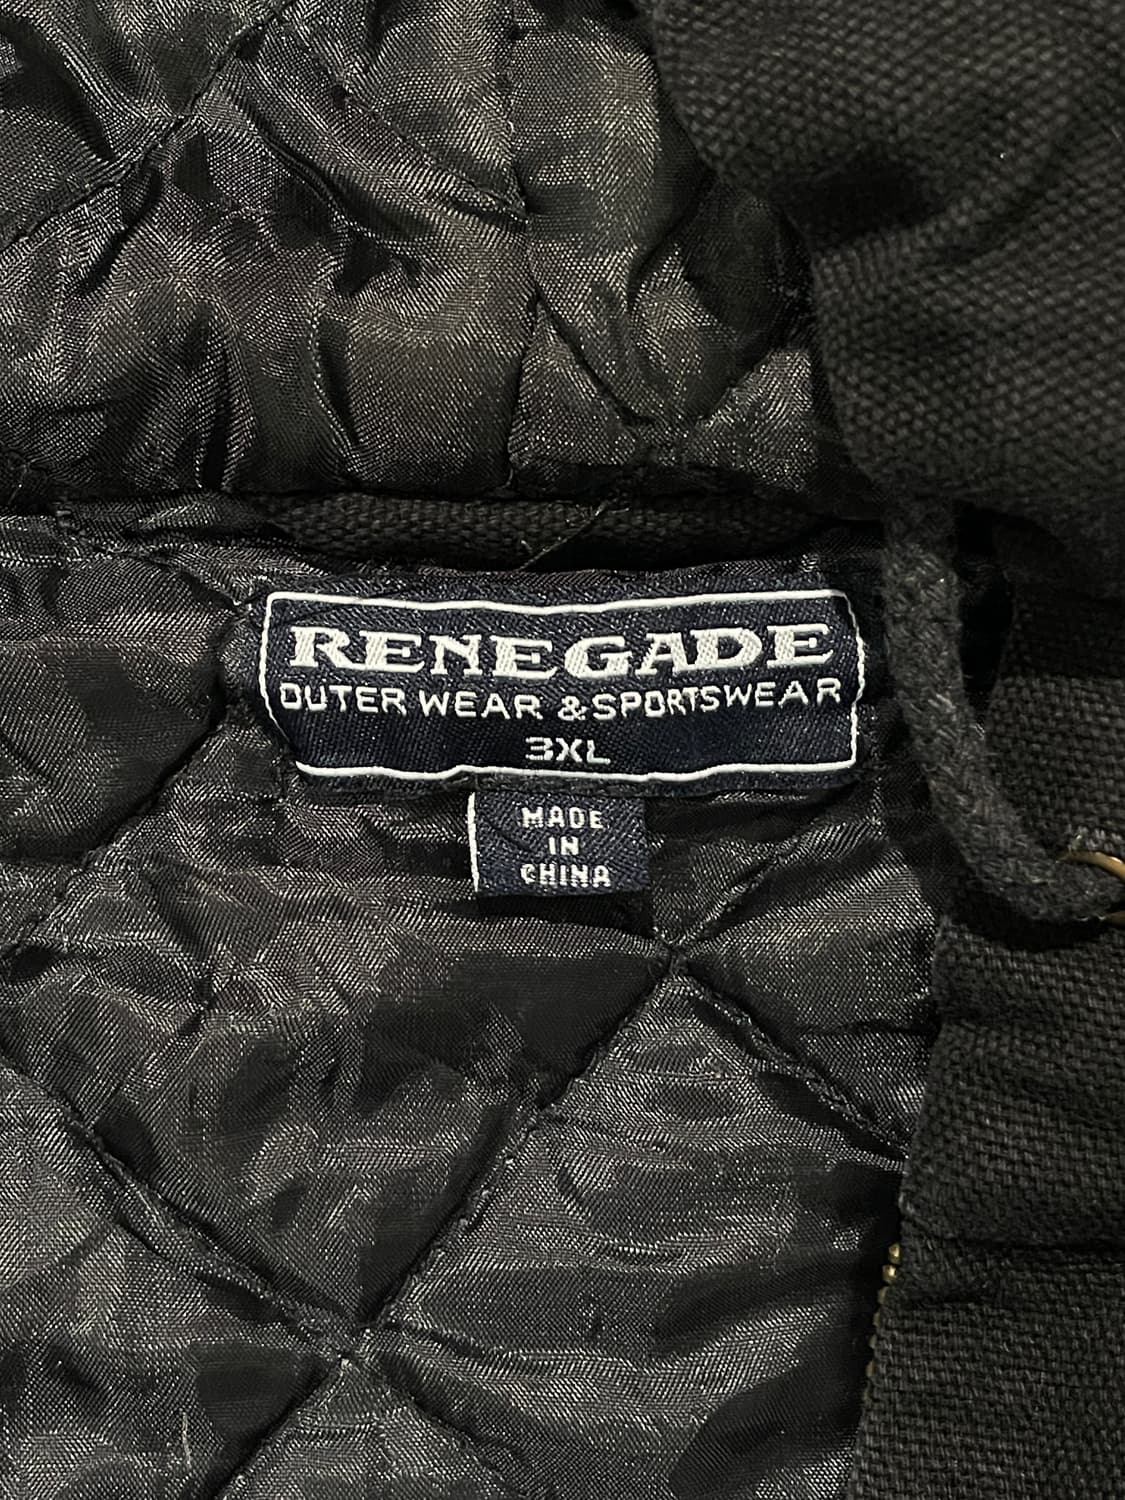 RENEGADE
OUTER WEAR & SPORTSWEAR
3XL
MADE
IN
CHINA